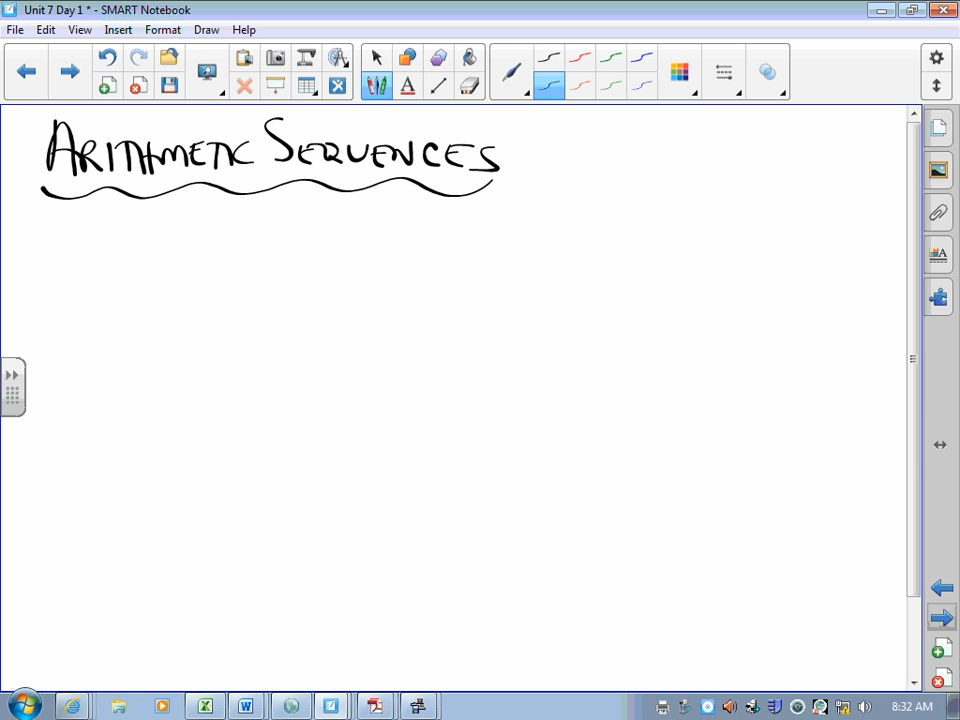 Unit 7 Day 1 * - SMART Notebook
File Edit View Insert Format Draw Help
ARITHMETIC SEQUENCES
8:32 AM